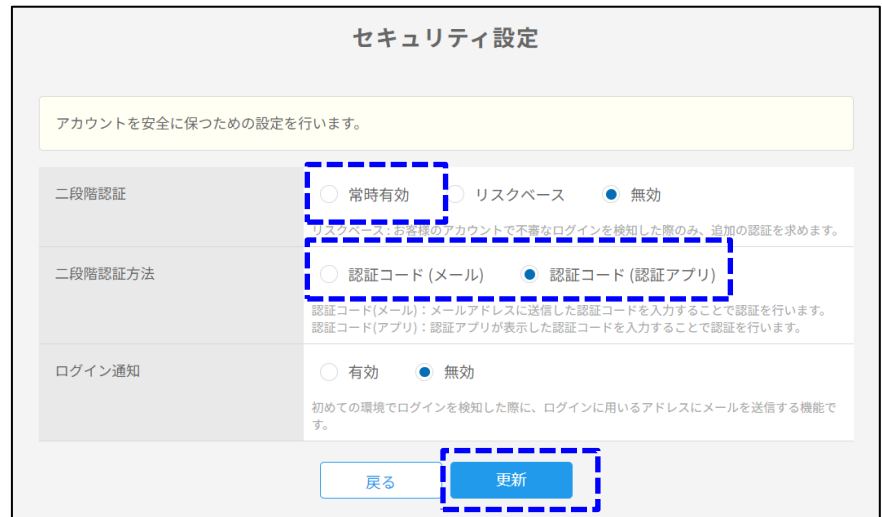 セキュリティ設定
アカウントを安全に保つための設定を行います。
二段階認証
常時有効 リスクベース 無効
リスクベース : お客様のアカウントで不審なログインを検知した際のみ、追加の認証を求めます。
二段階認証方法
認証コード (メール) 認証コード (認証アプリ)
認証コード(メール)：メールアドレスに送信した認証コードを入力することで認証を行います。
認証コード(アプリ)：認証アプリが表示した認証コードを入力することで認証を行います。
ログイン通知
有効 無効
初めての環境でログインを検知した際に、ログインに用いるアドレスにメールを送信する機能で
す。
戻る 更新